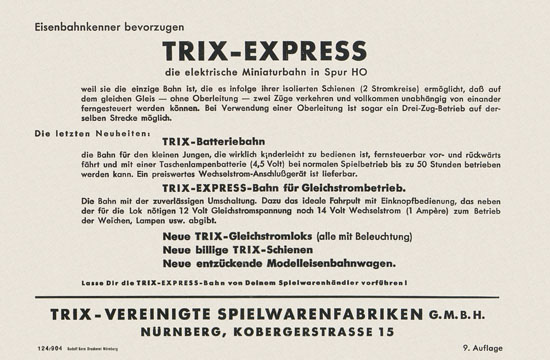 Eisenbahnkenner bevorzugen
TRIX-EXPRESS
die elektrische Miniaturbahn in Spur HO
weil sie die einzige Bahn ist, die es infolge ihrer isolierten Schienen (2 Stromkreise) ermöglicht, daß auf
dem gleichen Gleis — ohne Oberleitung — zwei Züge verkehren und vollkommen unabhängig von einander
ferngesteuert werden können. Bei Verwendung einer Oberleitung ist sogar ein Drei-Zug-Betrieb auf der-
selben Strecke möglich.
Die letzten Neuheiten:
TRIX-Batteriebahn
die Bahn für den kleinen Jungen, die wirklich kinderleicht zu bedienen ist, fernsteuerbar vor- und rückwärts
fährt und mit einer Taschenlampenbatterie (4,5 Volt) bei normalen Spielbetrieb bis zu 50 Stunden betrieben
werden kann. Ein preiswertes Wechselstrom-Anschlußgerät ist lieferbar.
TRIX-EXPRESS-Bahn für Gleichstrombetrieb.
Die Bahn mit der zuverlässigen Umschaltung. Dazu das ideale Fahrpult mit Einknopfbedienung, das neben
der für die Lok nötigen 12 Volt Gleichstromspannung noch 14 Volt Wechselstrom (1 Ampère) zum Betrieb
der Weichen, Lampen usw. abgibt.
Neue TRIX-Gleichstromloks (alle mit Beleuchtung)
Neue billige TRIX-Schienen
Neue entzückende Modelleisenbahnwagen.
Lasse Dir die TRIX-EXPRESS-Bahn von Deinem Spielwarenhändler vorführen!
TRIX-VEREINIGTE SPIELWARENFABRIKEN G.M.B.H.
NÜRNBERG, KOBERGERSTRASSE 15
124/904 Nürnberg 9. Auflage